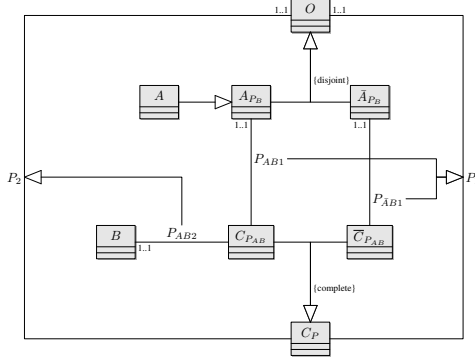 O
1..1 1..1
{disjoint}
A A_{P_B} Ā_{P_B}
1..1 1..1
P_{AB1}
P_2 P
P_{ĀB1}
P_{AB2}
B C_{P_{AB}} C̅_{P_{AB}}
1..1
{complete}
C_P